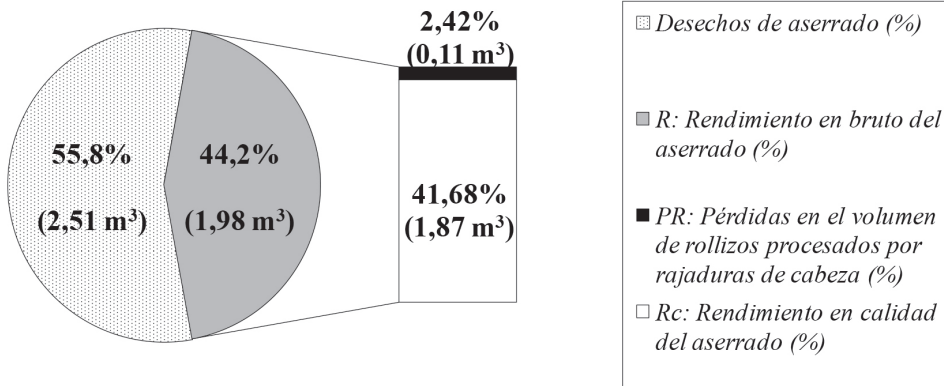 2,42%
(0,11 m³)
55,8%
(2,51 m³)
44,2%
(1,98 m³)
41,68%
(1,87 m³)
Desechos de aserrado (%)
R: Rendimiento en bruto del
aserrado (%)
PR: Pérdidas en el volumen
de rollizos procesados por
rajaduras de cabeza (%)
Rc: Rendimiento en calidad
del aserrado (%)